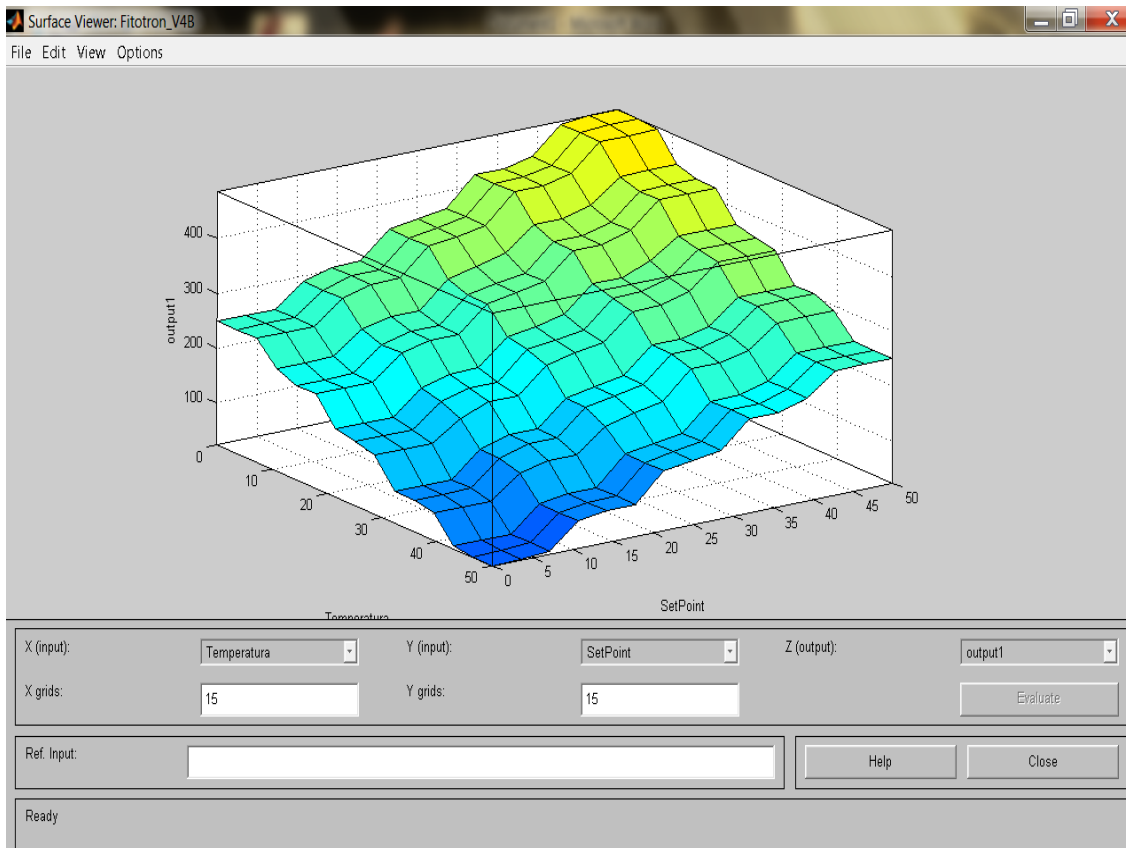 Surface Viewer: Fitotron_V4B
File Edit View Options
400
300
200
100
0
output1
10
20
30
40
50
0
5
10
15
20
25
30
35
40
45
50
Temperatura
SetPoint
X (input):
Temperatura
Y (input):
SetPoint
Z (output):
output1
X grids:
15
Y grids:
15
Evaluate
Ref. Input:
Help
Close
Ready